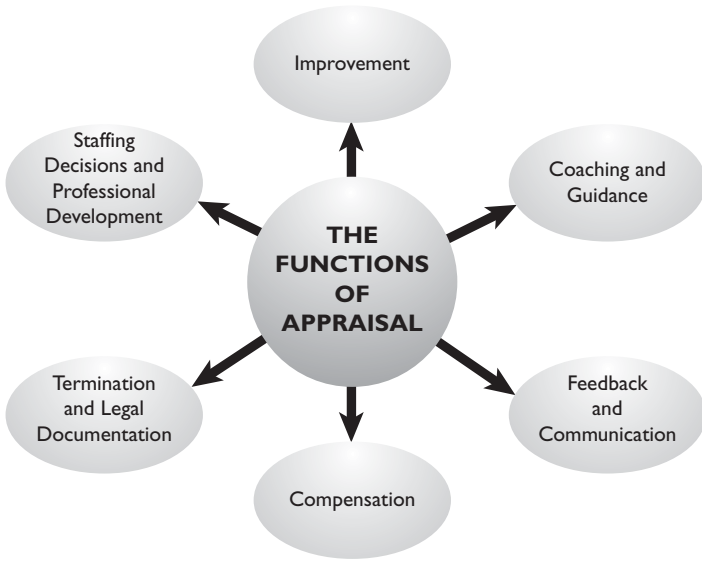 Improvement
Staffing
Decisions and
Professional
Development
Coaching and
Guidance
THE
FUNCTIONS
OF
APPRAISAL
Termination
and Legal
Documentation
Feedback
and
Communication
Compensation